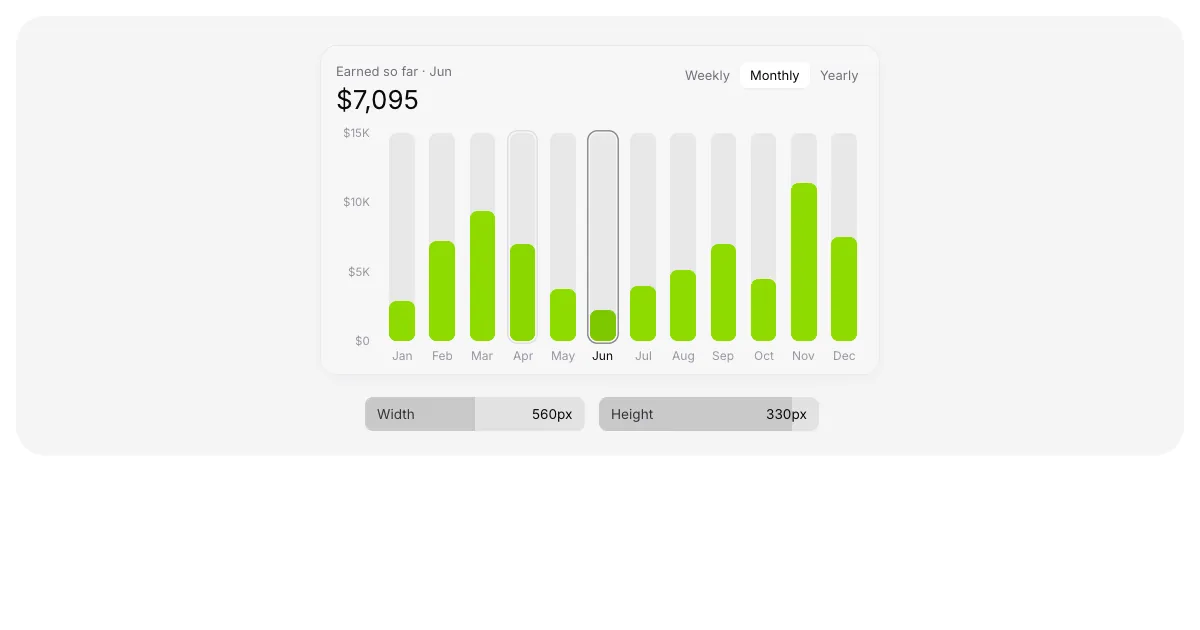 Earned so far · Jun
$7,095
Weekly Monthly Yearly
$15K
$10K
$5K
$0
Jan Feb Mar Apr May Jun Jul Aug Sep Oct Nov Dec
Width 560px Height 330px